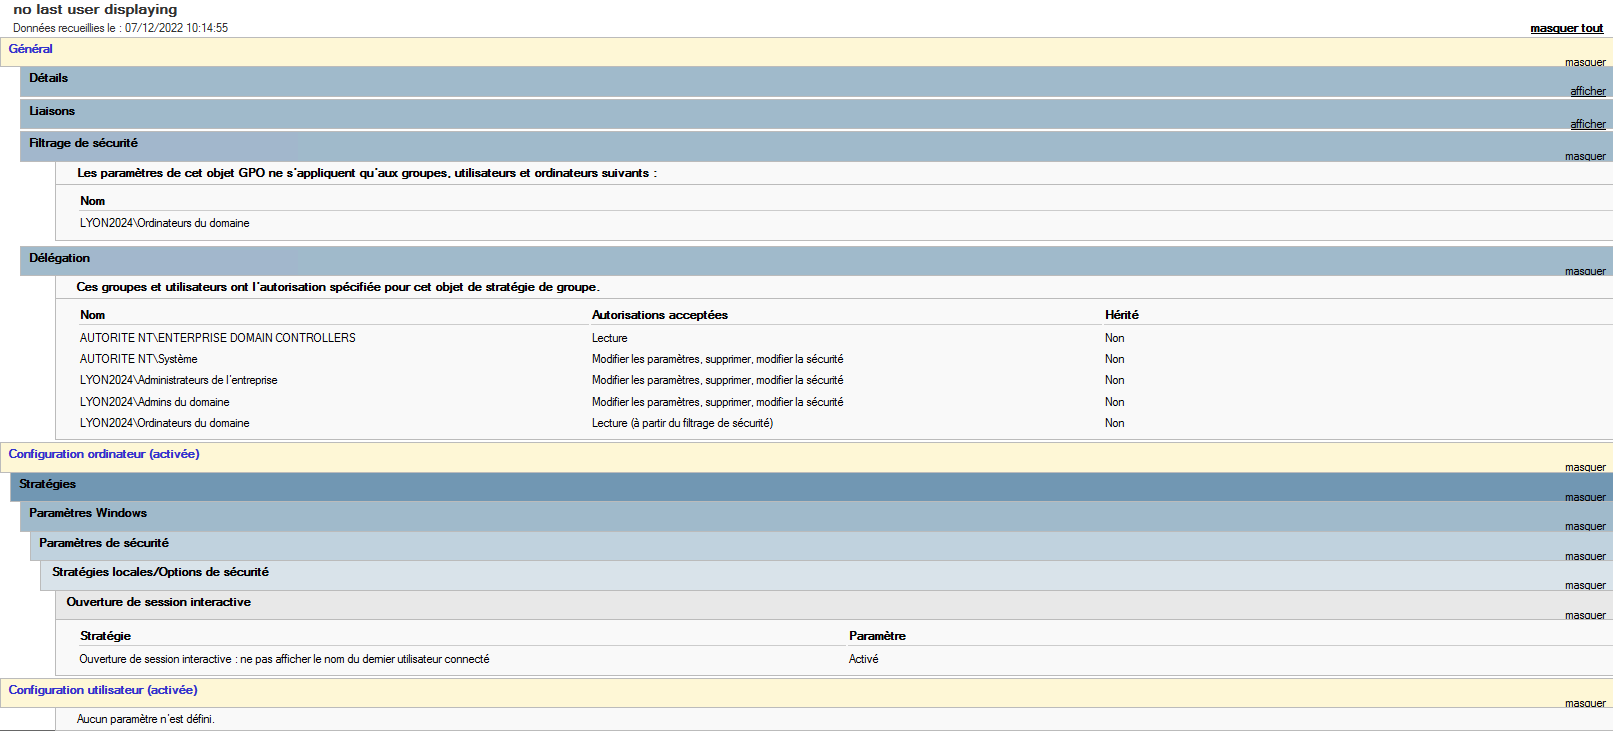 no last user displaying
Données recueillies le : 07/12/2022 10:14:55
masquer tout
Général
masquer
Détails
afficher
Liaisons
afficher
Filtrage de sécurité
masquer
Les paramètres de cet objet GPO ne s'appliquent qu'aux groupes, utilisateurs et ordinateurs suivants :
Nom
LYON2024\Ordinateurs du domaine
Délégation
masquer
Ces groupes et utilisateurs ont l'autorisation spécifiée pour cet objet de stratégie de groupe.
Nom Autorisations acceptées Hérité
AUTORITE NT\ENTERPRISE DOMAIN CONTROLLERS Lecture Non
AUTORITE NT\Système Modifier les paramètres, supprimer, modifier la sécurité Non
LYON2024\Administrateurs de l'entreprise Modifier les paramètres, supprimer, modifier la sécurité Non
LYON2024\Admins du domaine Modifier les paramètres, supprimer, modifier la sécurité Non
LYON2024\Ordinateurs du domaine Lecture (à partir du filtrage de sécurité) Non
Configuration ordinateur (activée)
masquer
Stratégies
masquer
Paramètres Windows
masquer
Paramètres de sécurité
masquer
Stratégies locales/Options de sécurité
masquer
Ouverture de session interactive
masquer
Stratégie Paramètre
Ouverture de session interactive : ne pas afficher le nom du dernier utilisateur connecté Activé
Configuration utilisateur (activée)
masquer
Aucun paramètre n'est défini.